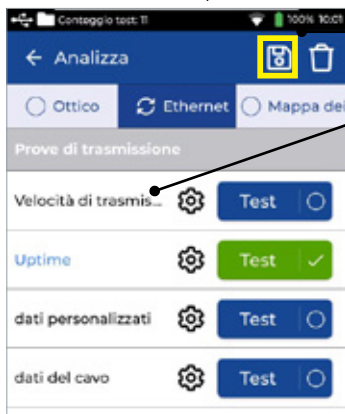 Conteggio test: 11 100% 10:01
Analizza
Ottico Ethernet Mappa dei
Prove di trasmissione
Velocità di trasmis... Test
Uptime Test
dati personalizzati Test
dati del cavo Test